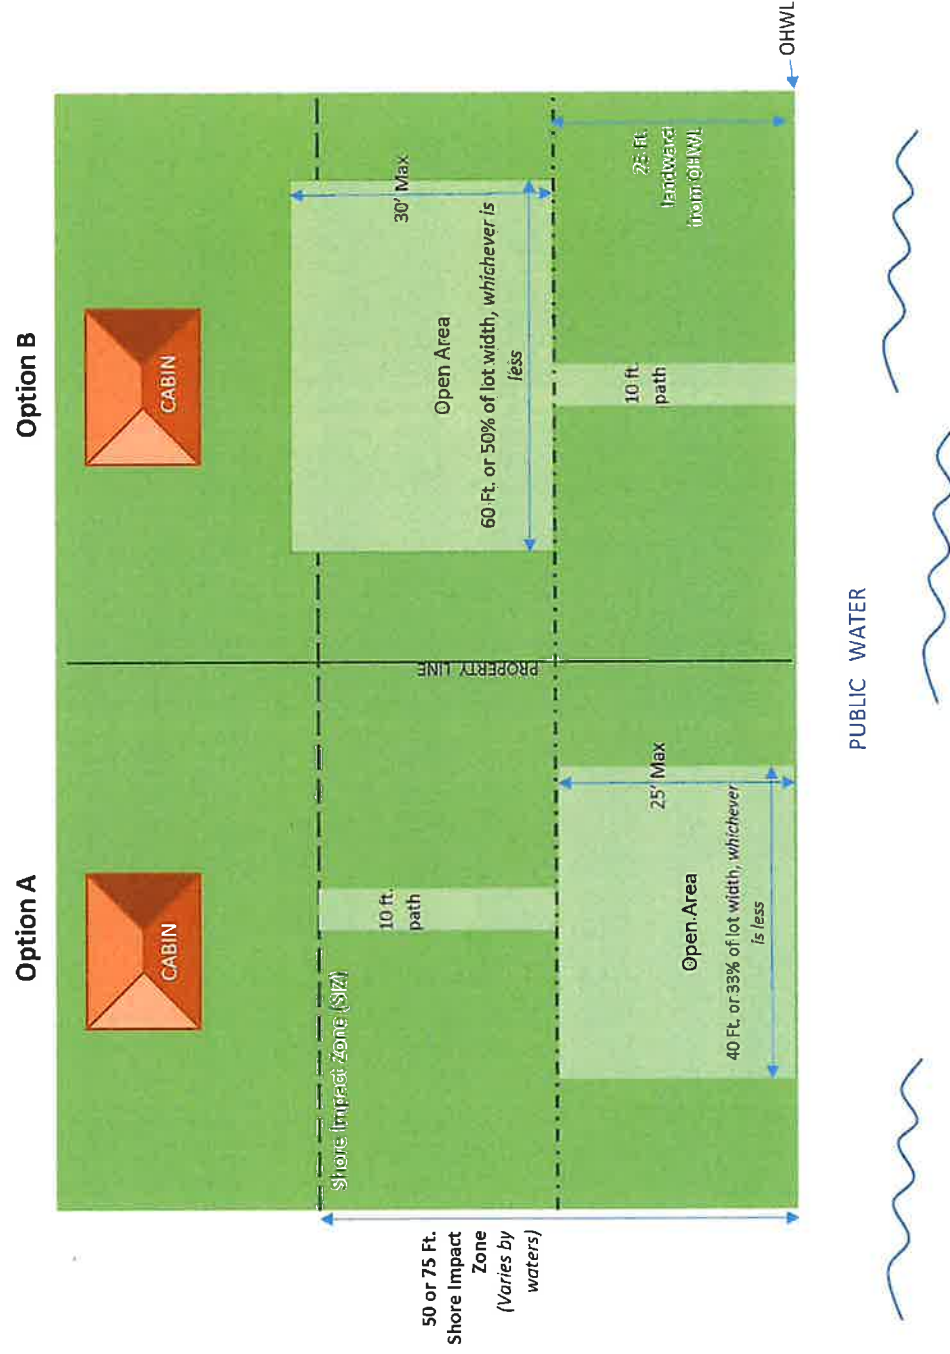 Option A
Option B
CABIN
CABIN
Shore Impact Zone (SIZ)
50 or 75 Ft.
Shore Impact
Zone
(Varies by
waters)
10 ft.
path
PROPERTY LINE
30' Max
Open Area
60 Ft. or 50% of lot width, whichever is
less
25' Max
Open Area
40 Ft. or 33% of lot width, whichever
is less
10 ft.
path
25 Ft.
landward
from OHWL
OHWL
PUBLIC WATER